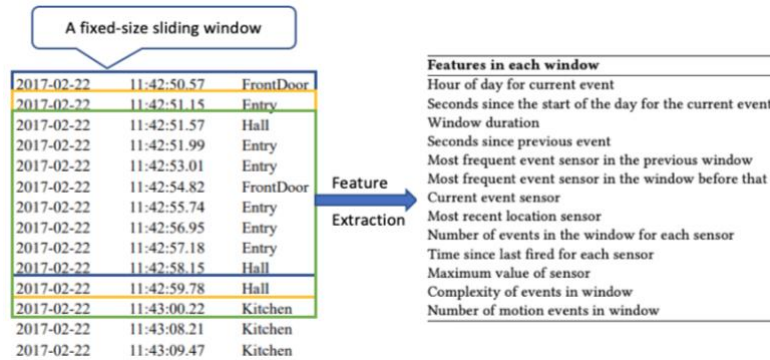 A fixed-size sliding window
2017-02-22 11:42:50.57 FrontDoor
2017-02-22 11:42:51.15 Entry
2017-02-22 11:42:51.57 Hall
2017-02-22 11:42:51.99 Entry
2017-02-22 11:42:53.01 Entry
2017-02-22 11:42:54.82 FrontDoor
2017-02-22 11:42:55.74 Entry
2017-02-22 11:42:56.95 Entry
2017-02-22 11:42:57.18 Entry
2017-02-22 11:42:58.15 Hall
2017-02-22 11:42:59.78 Hall
2017-02-22 11:43:00.22 Kitchen
2017-02-22 11:43:08.21 Kitchen
2017-02-22 11:43:09.47 Kitchen
Feature
Extraction
Features in each window
Hour of day for current event
Seconds since the start of the day for the current event
Window duration
Seconds since previous event
Most frequent event sensor in the previous window
Most frequent event sensor in the window before that
Current event sensor
Most recent location sensor
Number of events in the window for each sensor
Time since last fired for each sensor
Maximum value of sensor
Complexity of events in window
Number of motion events in window